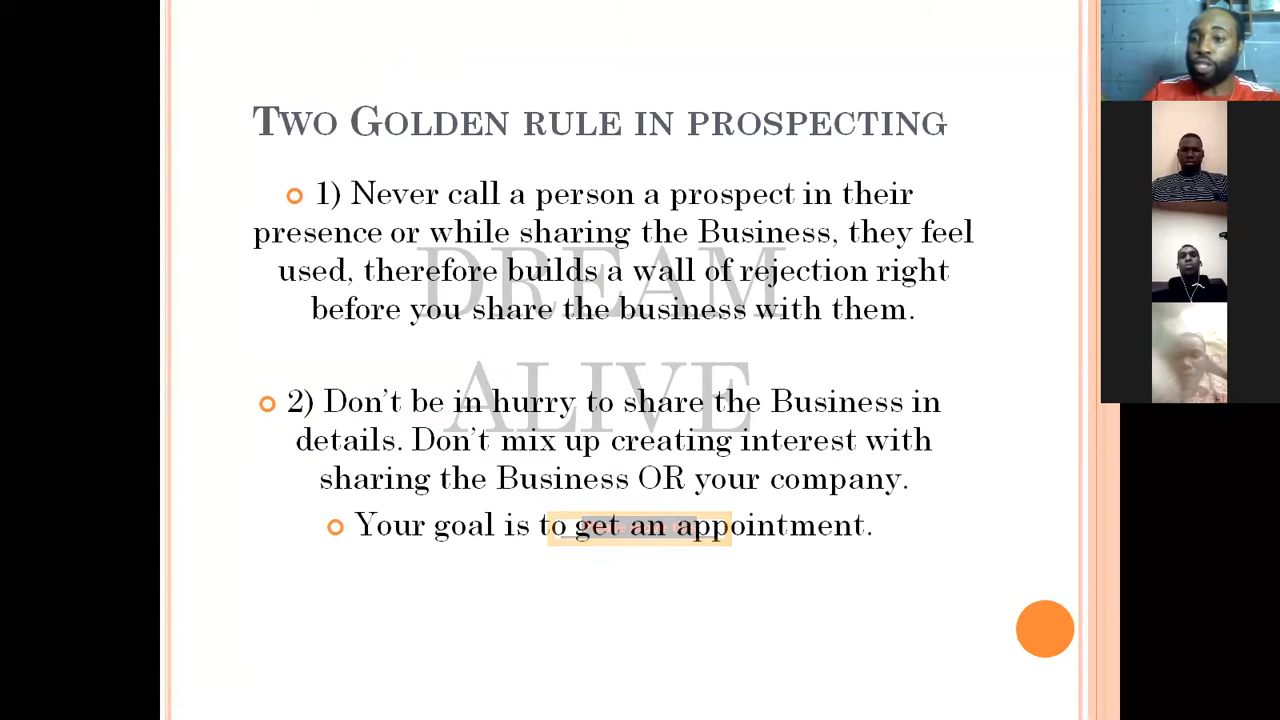 Two Golden rule in prospecting
1) Never call a person a prospect in their
presence or while sharing the Business, they feel
used, therefore builds a wall of rejection right
before you share the business with them.
DREAM
ALIVE
2) Don't be in hurry to share the Business in
details. Don't mix up creating interest with
sharing the Business OR your company.
Your goal is to get an appointment.